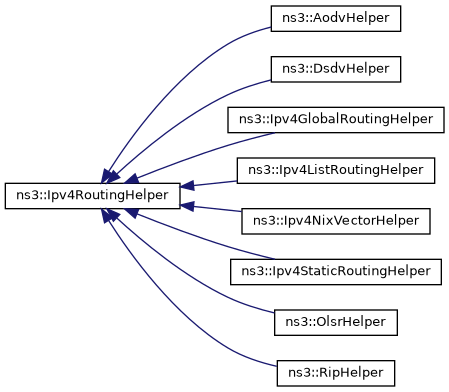 ns3::AodvHelper
ns3::DsdvHelper
ns3::Ipv4GlobalRoutingHelper
ns3::Ipv4ListRoutingHelper
ns3::Ipv4RoutingHelper
ns3::Ipv4NixVectorHelper
ns3::Ipv4StaticRoutingHelper
ns3::OlsrHelper
ns3::RipHelper